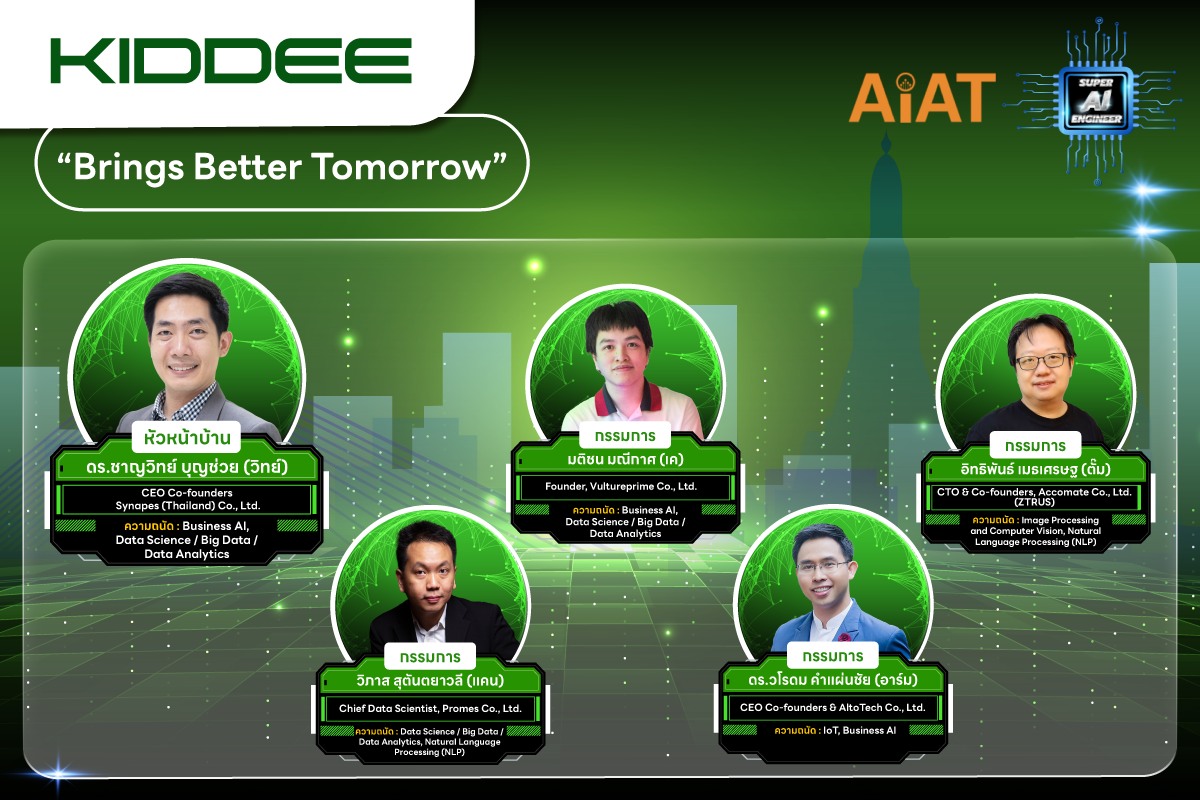 KIDDEE
AiAT
SUPER
AI
ENGINEER
“Brings Better Tomorrow”
หัวหน้าบ้าน
ดร.ชาญวิทย์ บุญช่วย (วิทย์)
CEO Co-founders
Synapes (Thailand) Co., Ltd.
ความถนัด : Business AI,
Data Science / Big Data /
Data Analytics
กรรมการ
มติชน มณีกาศ (เค)
Founder, Vultureprime Co., Ltd.
ความถนัด : Business AI,
Data Science / Big Data /
Data Analytics
กรรมการ
อิทธิพันธ์ เมธเศรษฐ (ตั๊ม)
CTO & Co-founders, Accomate Co., Ltd.
(ZTRUS)
ความถนัด : Image Processing
and Computer Vision, Natural
Language Processing (NLP)
กรรมการ
วิภาส สุตันตยาวลี (แคน)
Chief Data Scientist, Promes Co., Ltd.
ความถนัด : Data Science / Big Data /
Data Analytics, Natural Language
Processing (NLP)
กรรมการ
ดร.วโรดม คำแผ่นชัย (อาร์ม)
CEO Co-founders & AltoTech Co., Ltd.
ความถนัด : IoT, Business AI